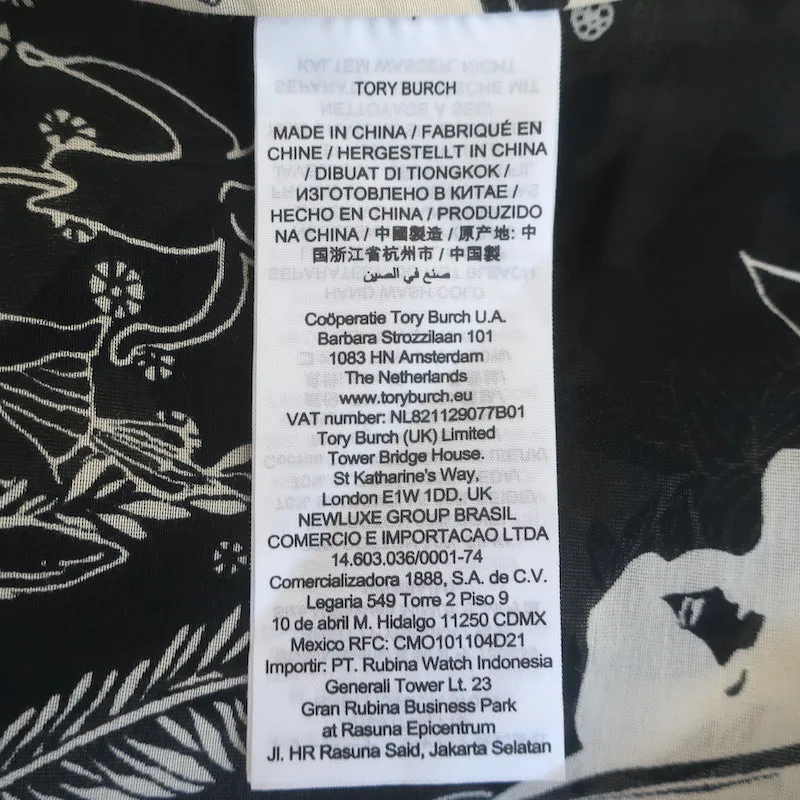 TORY BURCH
MADE IN CHINA / FABRIQUÉ EN
CHINE / HERGESTELLT IN CHINA
/ DIBUAT DI TIONGKOK /
ИЗГОТОВЛЕНО В КИТАЕ /
HECHO EN CHINA / PRODUZIDO
NA CHINA / 中國製造 / 原产地: 中
国浙江省杭州市 / 中国製
صنع في الصين
Coöperatie Tory Burch U.A.
Barbara Strozzilaan 101
1083 HN Amsterdam
The Netherlands
www.toryburch.eu
VAT number: NL821129077B01
Tory Burch (UK) Limited
Tower Bridge House.
St Katharine's Way,
London E1W 1DD. UK
NEWLUXE GROUP BRASIL
COMERCIO E IMPORTACAO LTDA
14.603.036/0001-74
Comercializadora 1888, S.A. de C.V.
Legaria 549 Torre 2 Piso 9
10 de abril M. Hidalgo 11250 CDMX
Mexico RFC: CMO101104D21
Importir: PT. Rubina Watch Indonesia
Generali Tower Lt. 23
Gran Rubina Business Park
at Rasuna Epicentrum
Jl. HR Rasuna Said, Jakarta Selatan